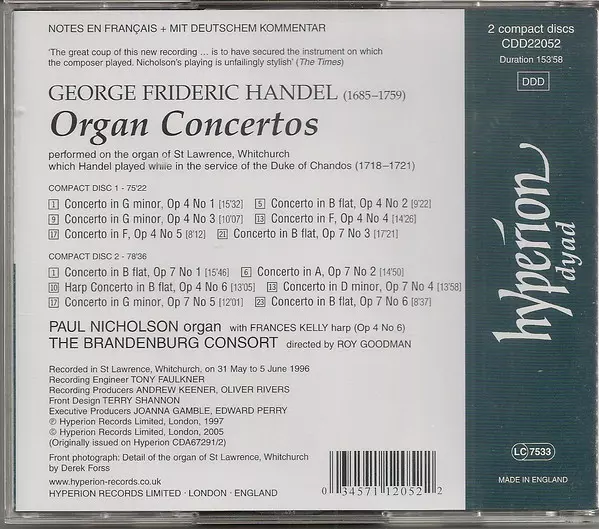 NOTES EN FRANÇAIS + MIT DEUTSCHEM KOMMENTAR
'The great coup of this new recording ... is to have secured the instrument on which
the composer played. Nicholson's playing is unfailingly stylish' (The Times)
GEORGE FRIDERIC HANDEL (1685–1759)
Organ Concertos
performed on the organ of St Lawrence, Whitchurch
which Handel played while in the service of the Duke of Chandos (1718–1721)
COMPACT DISC 1 - 75'22
1 Concerto in G minor, Op 4 No 1 [15'32] 5 Concerto in B flat, Op 4 No 2 [9'22]
9 Concerto in G minor, Op 4 No 3 [10'07] 13 Concerto in F, Op 4 No 4 [14'26]
17 Concerto in F, Op 4 No 5 [8'12] 21 Concerto in B flat, Op 7 No 3 [17'21]
COMPACT DISC 2 - 78'36
1 Concerto in B flat, Op 7 No 1 [15'46] 6 Concerto in A, Op 7 No 2 [14'50]
10 Harp Concerto in B flat, Op 4 No 6 [13'05] 13 Concerto in D minor, Op 7 No 4 [13'58]
17 Concerto in G minor, Op 7 No 5 [12'01] 23 Concerto in B flat, Op 7 No 6 [8'37]
PAUL NICHOLSON organ with FRANCES KELLY harp (Op 4 No 6)
THE BRANDENBURG CONSORT directed by ROY GOODMAN
Recorded in St Lawrence, Whitchurch, on 31 May to 5 June 1996
Recording Engineer TONY FAULKNER
Recording Producers ANDREW KEENER, OLIVER RIVERS
Front Design TERRY SHANNON
Executive Producers JOANNA GAMBLE, EDWARD PERRY
℗ Hyperion Records Limited, London, 1997
© Hyperion Records Limited, London, 2005
(Originally issued on Hyperion CDA67291/2)
Front photograph: Detail of the organ of St Lawrence, Whitchurch
by Derek Forss
www.hyperion-records.co.uk
HYPERION RECORDS LIMITED · LONDON · ENGLAND
0 34571 12052 2
2 compact discs
CDD22052
Duration 153'58
DDD
hyperion
dyad
LC 7533
MADE IN ENGLAND